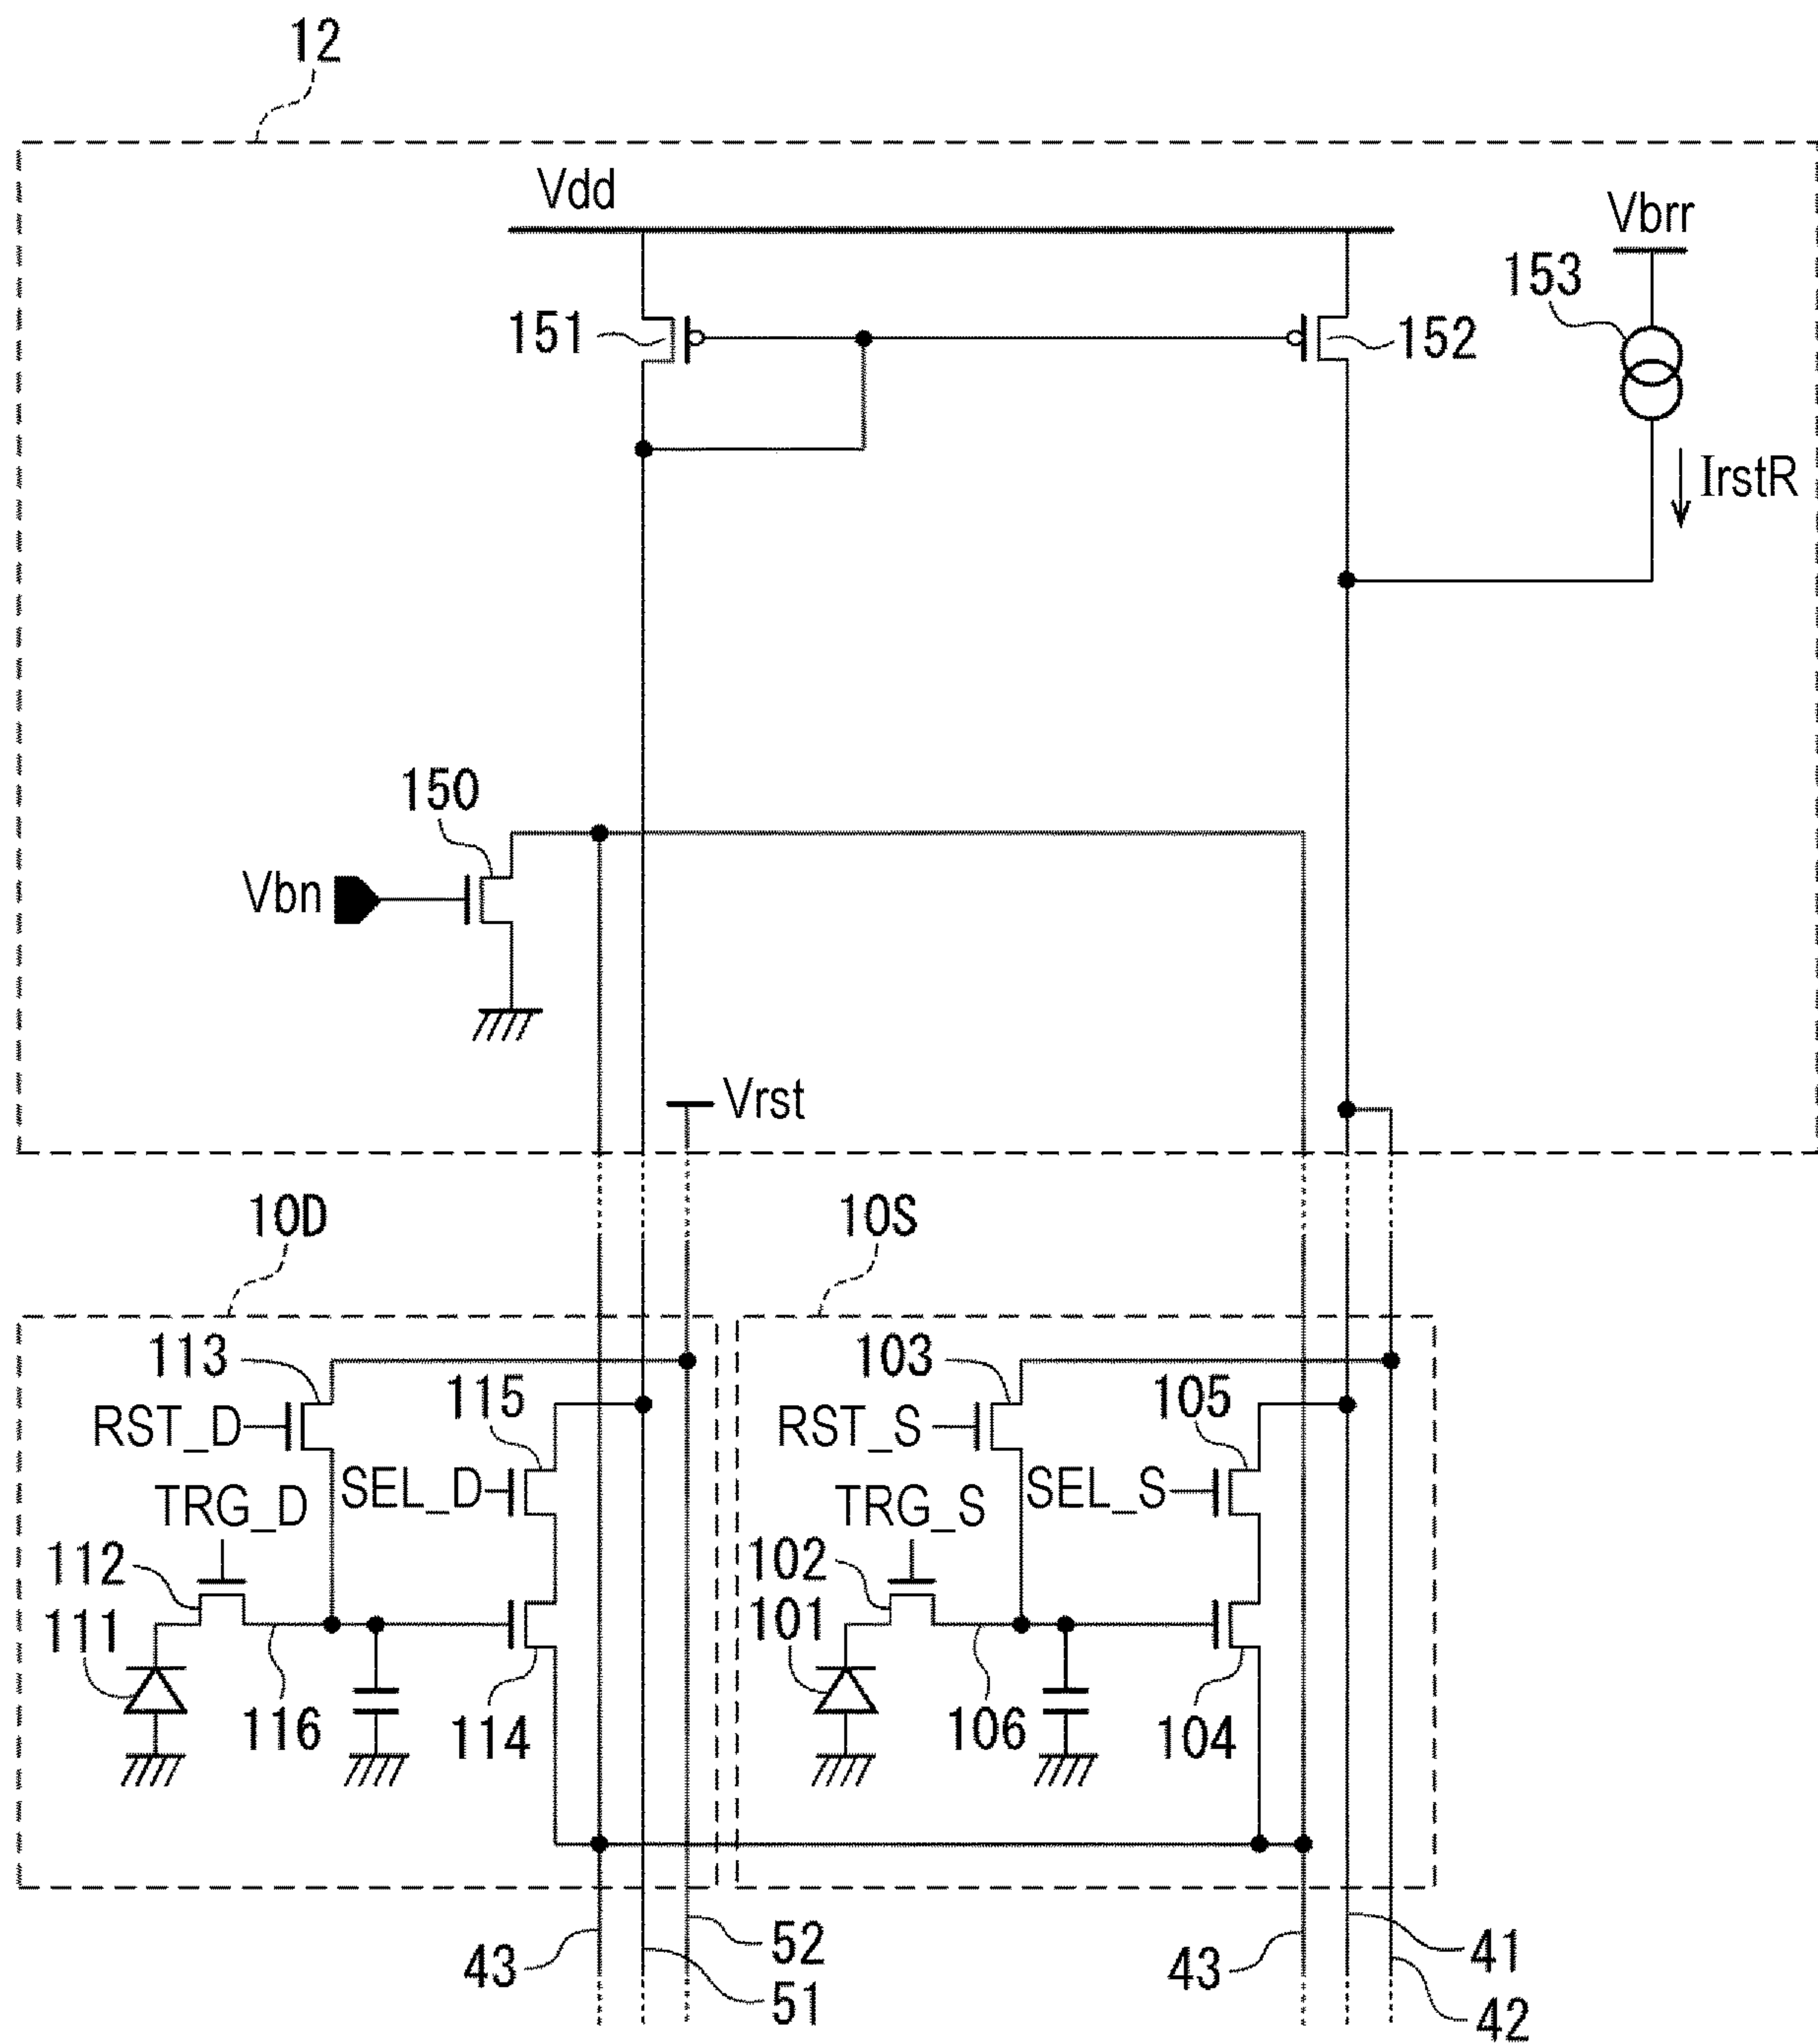 12
Vdd
Vbrr
153
151
152
IrstR
150
Vbn
Vrst
10D
10S
113
103
115
105
RST_D
RST_S
SEL_D
SEL_S
TRG_D
TRG_S
112
102
111
101
116
114
106
104
43
52
51
43
41
42